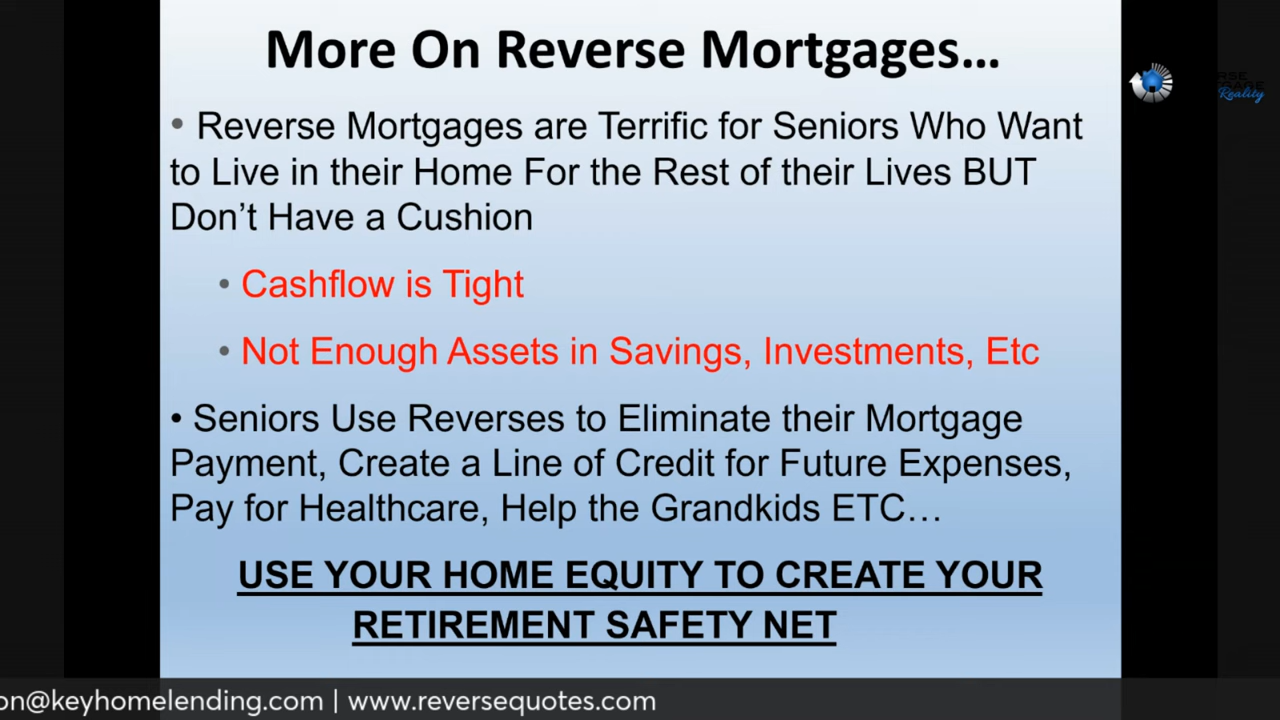 More On Reverse Mortgages...
• Reverse Mortgages are Terrific for Seniors Who Want
to Live in their Home For the Rest of their Lives BUT
Don’t Have a Cushion
• Cashflow is Tight
• Not Enough Assets in Savings, Investments, Etc
• Seniors Use Reverses to Eliminate their Mortgage
Payment, Create a Line of Credit for Future Expenses,
Pay for Healthcare, Help the Grandkids ETC…
USE YOUR HOME EQUITY TO CREATE YOUR
RETIREMENT SAFETY NET
Reality
on@keyhomelending.com | www.reversequotes.com